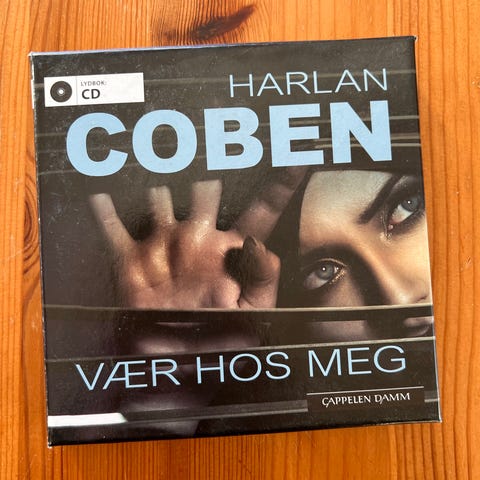 LYDBOK:
CD
HARLAN
COBEN
VÆR HOS MEG
CAPPELEN DAMM